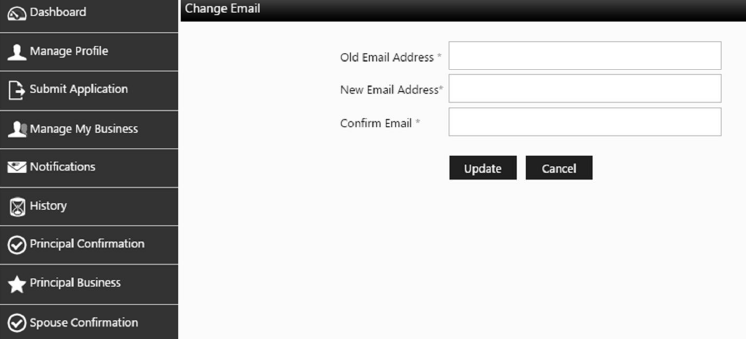 Dashboard
Manage Profile
Submit Application
Manage My Business
Notifications
History
Principal Confirmation
Principal Business
Spouse Confirmation
Change Email
Old Email Address *
New Email Address*
Confirm Email *
Update Cancel